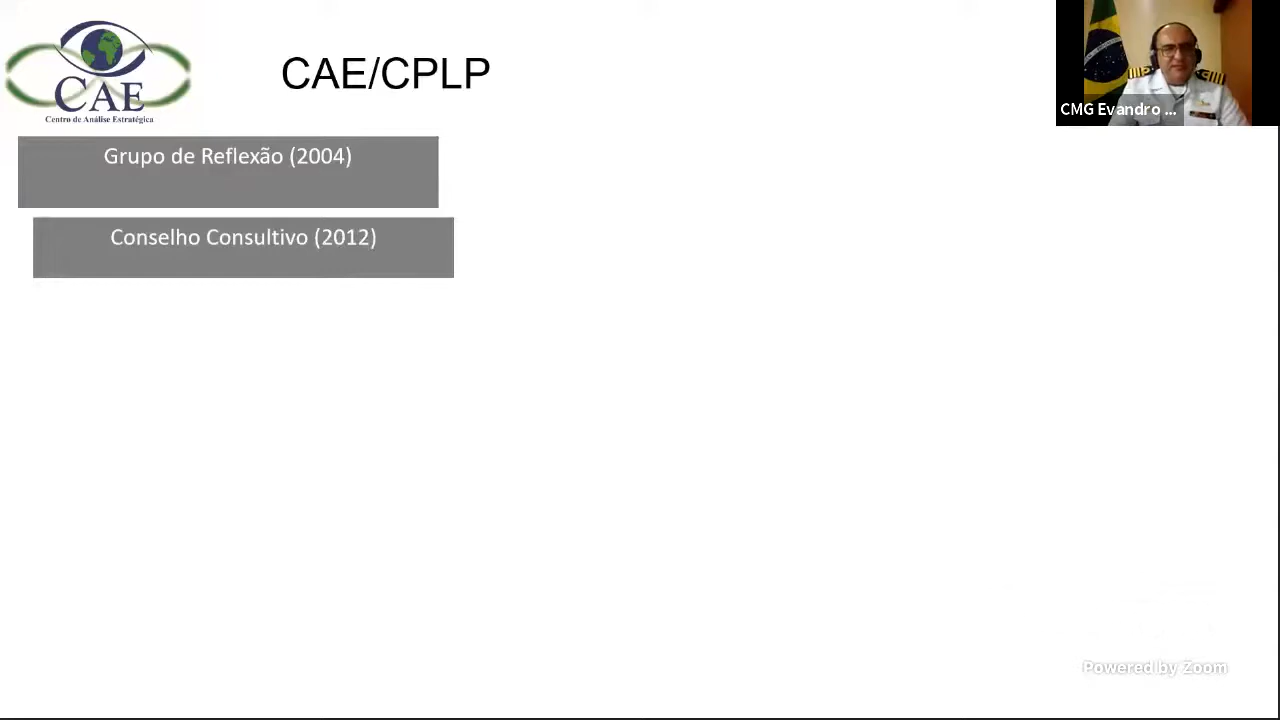 CAE
Centro de Análise Estratégica
CAE/CPLP
CMG Evandro ...
Grupo de Reflexão (2004)
Conselho Consultivo (2012)
Powered by Zoom